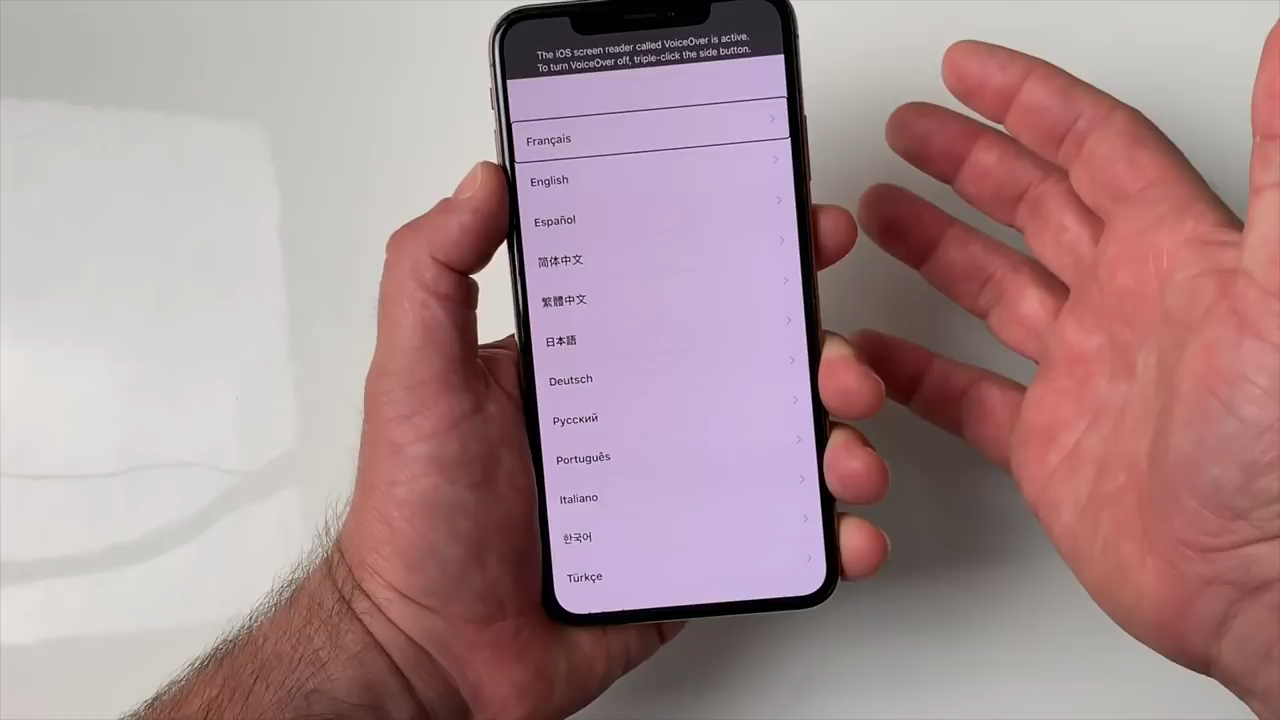 The iOS screen reader called VoiceOver is active.
To turn VoiceOver off, triple-click the side button.
Français
English
Español
简体中文
繁體中文
日本語
Deutsch
Русский
Português
Italiano
한국어
Türkçe